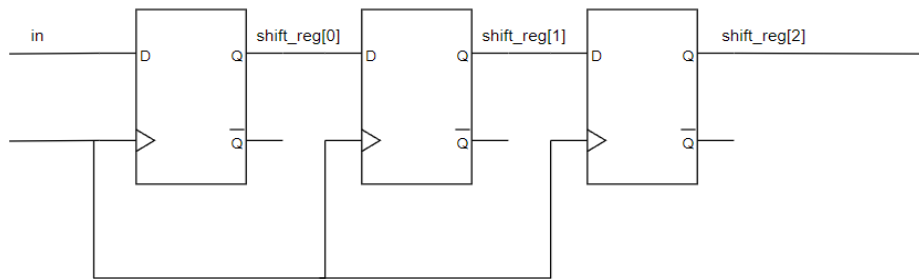 in
shift_reg[0]
shift_reg[1]
shift_reg[2]
D
Q
D
Q
D
Q
Q̅
Q̅
Q̅